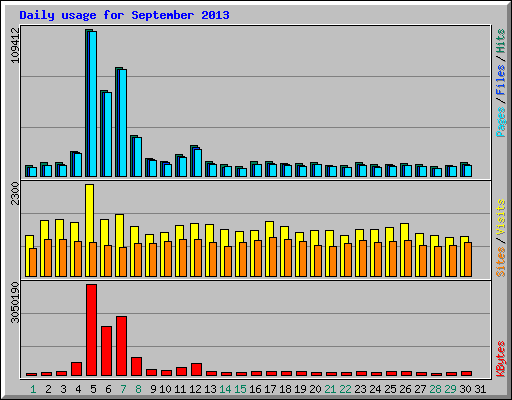 Daily usage for September 2013
109412
Pages / Files / Hits
2300
Sites / Visits
3050190
KBytes
1 2 3 4 5 6 7 8 9 10 11 12 13 14 15 16 17 18 19 20 21 22 23 24 25 26 27 28 29 30 31